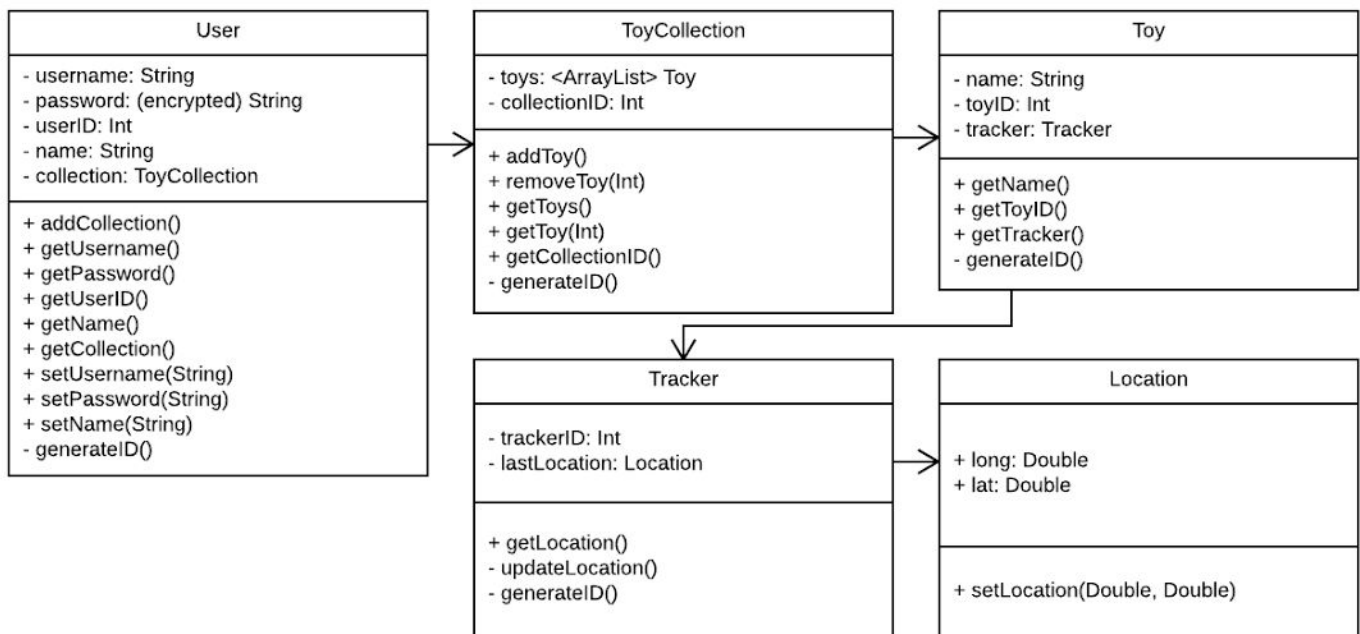 User
- username: String
- password: (encrypted) String
- userID: Int
- name: String
- collection: ToyCollection
+ addCollection()
+ getUsername()
+ getPassword()
+ getUserID()
+ getName()
+ getCollection()
+ setUsername(String)
+ setPassword(String)
+ setName(String)
- generateID()
ToyCollection
- toys: <ArrayList> Toy
- collectionID: Int
+ addToy()
+ removeToy(Int)
+ getToys()
+ getToy(Int)
+ getCollectionID()
- generateID()
Toy
- name: String
- toyID: Int
- tracker: Tracker
+ getName()
+ getToyID()
+ getTracker()
- generateID()
Tracker
- trackerID: Int
- lastLocation: Location
+ getLocation()
- updateLocation()
- generateID()
Location
+ long: Double
+ lat: Double
+ setLocation(Double, Double)